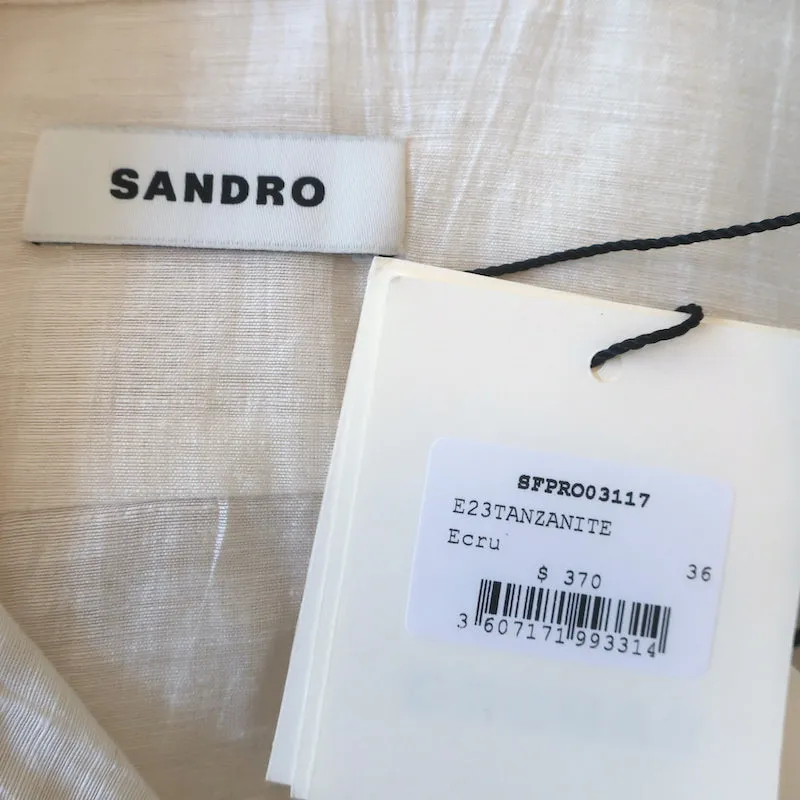 SANDRO
SFPRO03117
E23TANZANITE
Ecru
36
$ 370
3 607171 993314